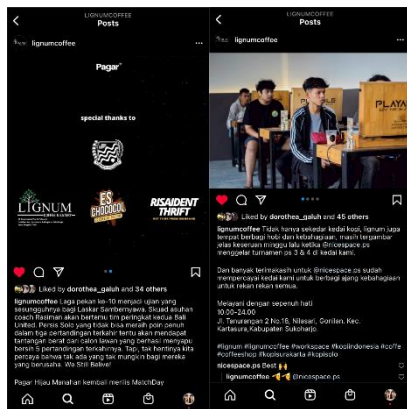 LIGNUMCOFFEE
Posts
lignumcoffee
Pagar
special thanks to
LIGNUM
ES
CHOCOCOL
RISAIDENT
THRIFT
Liked by dorothea_galuh and 34 others
lignumcoffee Laga pekan ke-10 menjadi ujian yang
sesungguhnya bagi Laskar Sambernyawa. Skuad asuhan
coach Rasiman akan bertemu tim peringkat kedua Bali
United. Persis Solo yang tidak bisa meraih poin penuh
dalam tiga pertandingan terkahir tentu akan mendapat
tantangan berat dari calon lawan yang berhasil menyapu
bersih 5 pertandingan terkahirnya. Tapi, tak hentinya kita
percaya bahwa tak ada yang tak mungkin bagi mereka
yang berusaha. We Still Belive!
Pagar Hijau Manahan kembali merilis MatchDay
LIGNUMCOFFEE
Posts
lignumcoffee
PLAYA
Liked by dorothea_galuh and 45 others
lignumcoffee Tidak hanya sekedar kedai kopi, lignum juga
tempat berbagi hobi dan kebahagiaan, masih tergambar
jelas keseruan minggu lalu ketika @nicespace.ps
menggelar turnamen ps 3 & 4 di kedai kami.
Dan banyak terimakasih untuk @nicespace.ps sudah
mempercayai kedai kami untuk berbagi ajang kebahagiaan
untuk rekan rekan semua.
Melayani dengan sepenuh hati
10.00-24.00
Jl. Tanuragan 2 No.18, Nilasari, Gonilan, Kec.
Kartasura,Kabupaten Sukoharjo.
#lignum #lignumcoffee #workspace #kopiindonesia #coffe
#coffeeshop #kopisurakarta #kopisolo
nicespace.ps Best
lignumcoffee @nicespace.ps